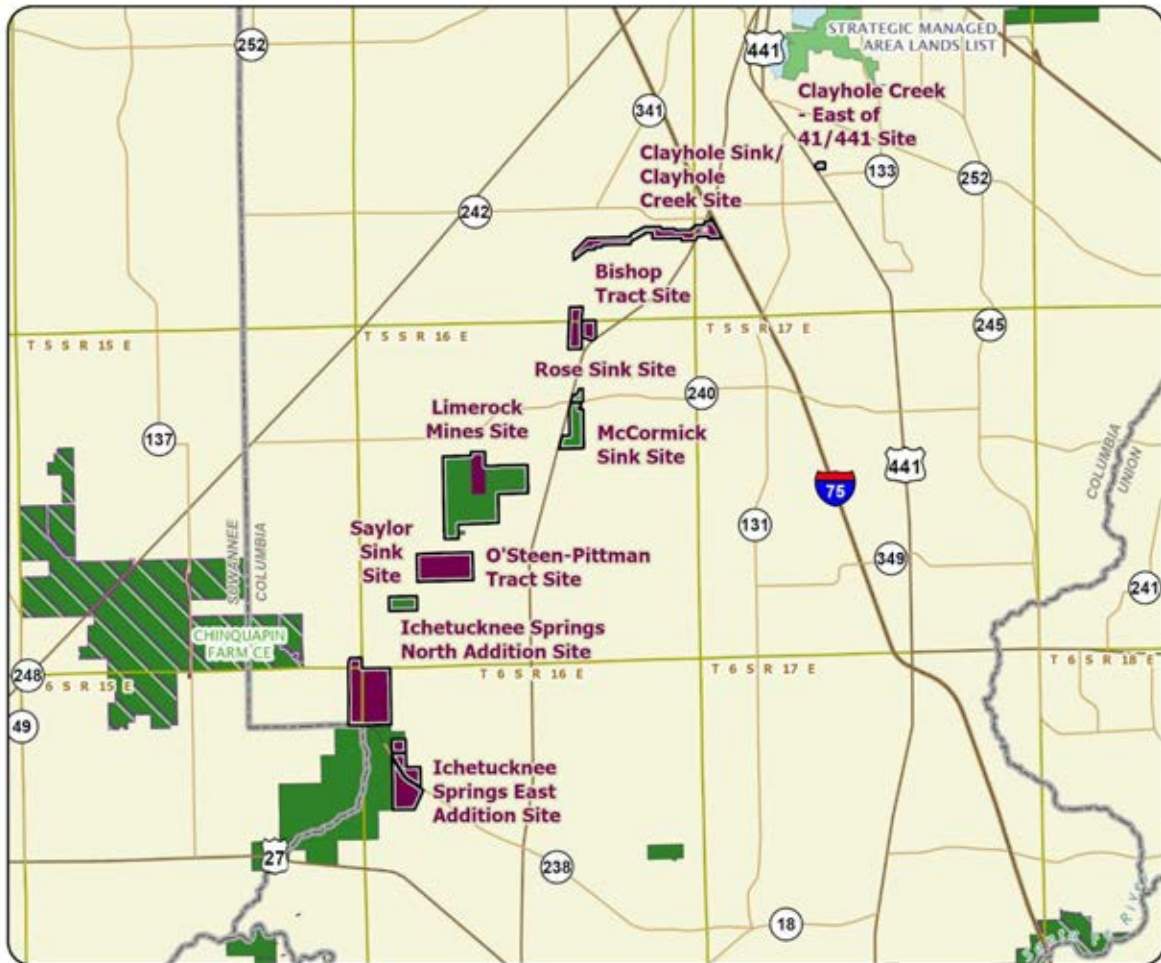 252
441
STRATEGIC MANAGED
AREA LANDS LIST
341
Clayhole Creek
- East of
41/441 Site
Clayhole Sink/
Clayhole
Creek Site
133
252
242
Bishop
Tract Site
T 5 S R 15 E
T 5 S R 16 E
T 5 S R 17 E
245
Rose Sink Site
240
Limerock
Mines Site
McCormick
Sink Site
137
441
75
COLUMBIA
UNION
SUWANNEE
COLUMBIA
Saylor
Sink
Site
131
O'Steen-Pittman
Tract Site
349
241
Ichetucknee Springs
North Addition Site
CHINQUAPIN
FARM CE
248
6 S R 15 E
T 6 S R 16 E
T 6 S R 17 E
T 6 S R 18 E
49
Ichetucknee
Springs East
Addition Site
27
238
18
RIVER